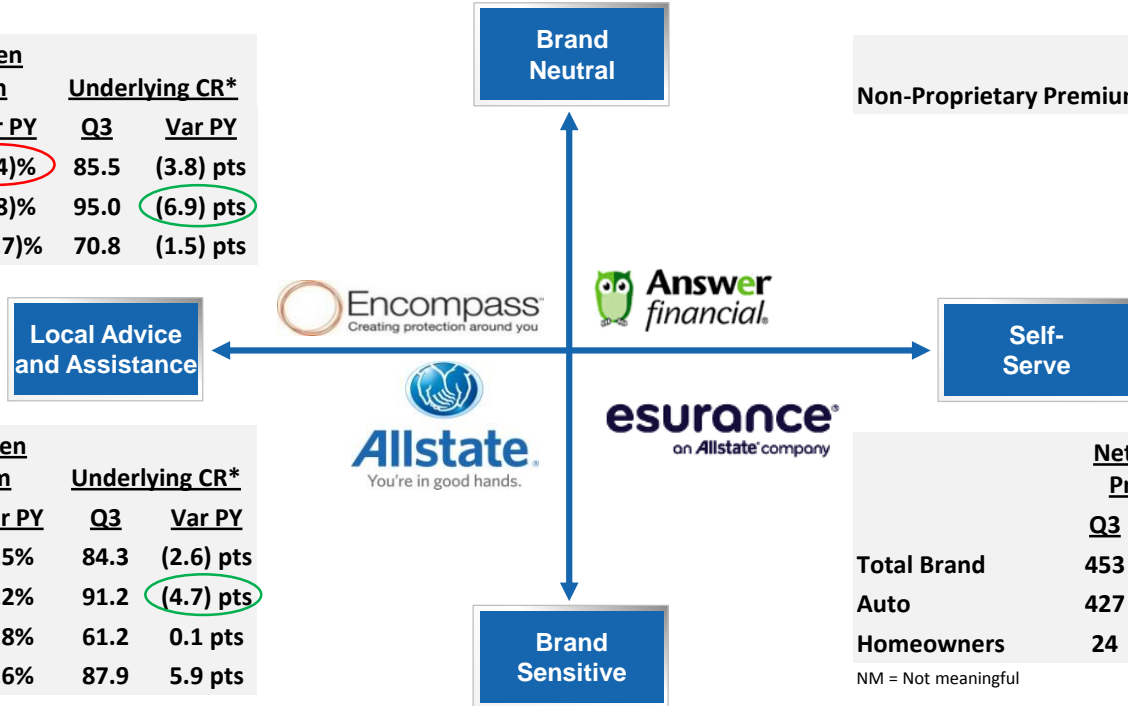 Brand
Neutral
Underlying CR*
PY Q3 Var PY
4)% 85.5 (3.8) pts
8)% 95.0 (6.9) pts
7)% 70.8 (1.5) pts
Non-Proprietary Premium
Encompass
Creating protection around you
Answer
financial®
Local Advice
and Assistance
Self-
Serve
Allstate®
You're in good hands.
esurance®
an Allstate® company
Underlying CR*
PY Q3 Var PY
5% 84.3 (2.6) pts
2% 91.2 (4.7) pts
8% 61.2 0.1 pts
6% 87.9 5.9 pts
Brand
Sensitive
Net
Q3
Total Brand 453
Auto 427
Homeowners 24
NM = Not meaningful